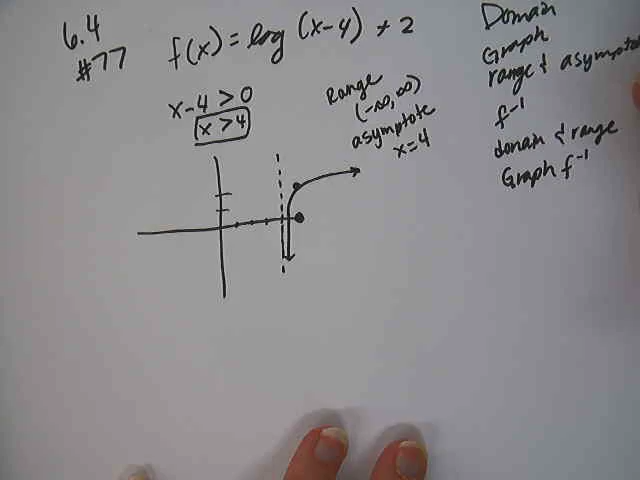 6.4
#77
f(x) = log (x-4) + 2
x-4 > 0
x > 4
Range
(-∞, ∞)
asymptote
x=4
Domain
Graph
range & asymptote
f⁻¹
domain & range
Graph f⁻¹